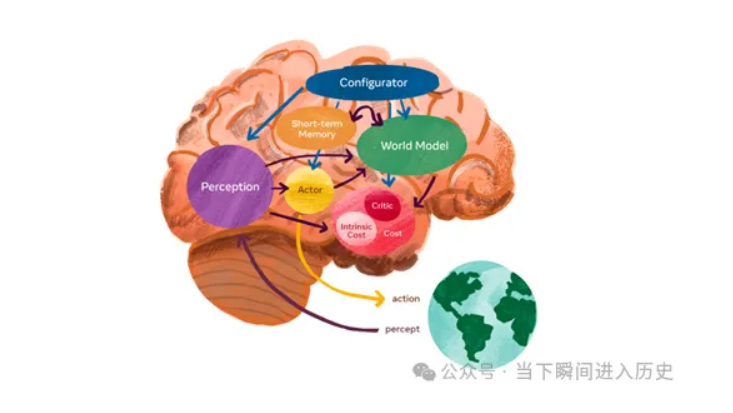 Configurator
Short-term
Memory
World Model
Perception
Actor
Critic
Intrinsic
Cost
Cost
action
percept
公众号 · 当下瞬间进入历史